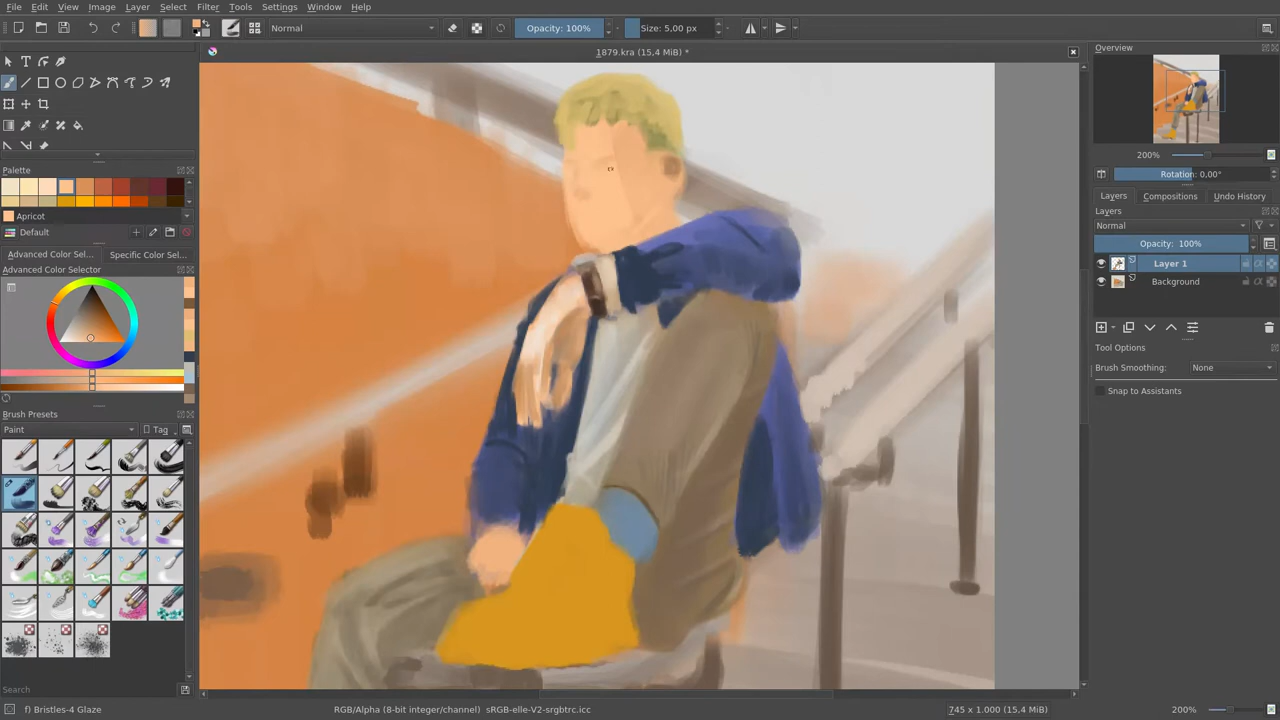 File Edit View Image Layer Select Filter Tools Settings Window Help
Normal Opacity: 100% Size: 5,00 px
1879.kra (15,4 MiB) *
Overview
200%
Rotation: 0,00°
Palette
Apricot
Default
Advanced Color Sel... Specific Color Sel...
Advanced Color Selector
Brush Presets
Paint Tag
Search
Layers Compositions Undo History
Layers
Normal
Opacity: 100%
Layer 1
Background
Tool Options
Brush Smoothing: None
Snap to Assistants
f) Bristles-4 Glaze RGB/Alpha (8-bit integer/channel) sRGB-elle-V2-srgbtrc.icc 745 x 1.000 (15,4 MiB) 200%